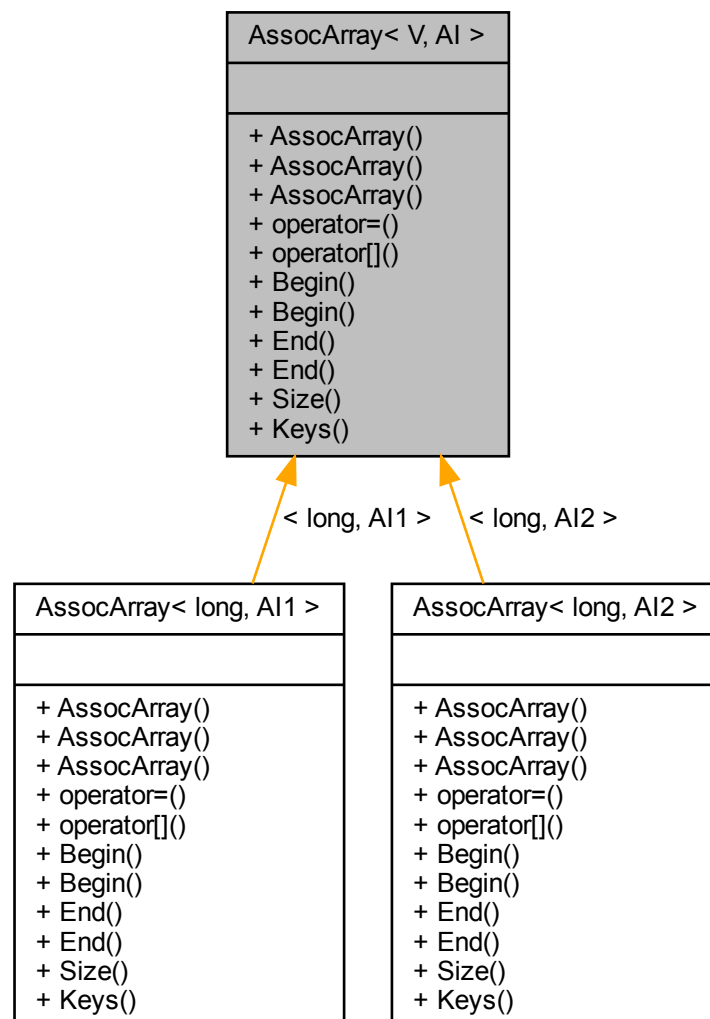 AssocArray< V, AI >
+ AssocArray()
+ AssocArray()
+ AssocArray()
+ operator=()
+ operator[]()
+ Begin()
+ Begin()
+ End()
+ End()
+ Size()
+ Keys()
< long, AI1 >
< long, AI2 >
AssocArray< long, AI1 >
+ AssocArray()
+ AssocArray()
+ AssocArray()
+ operator=()
+ operator[]()
+ Begin()
+ Begin()
+ End()
+ End()
+ Size()
+ Keys()
AssocArray< long, AI2 >
+ AssocArray()
+ AssocArray()
+ AssocArray()
+ operator=()
+ operator[]()
+ Begin()
+ Begin()
+ End()
+ End()
+ Size()
+ Keys()